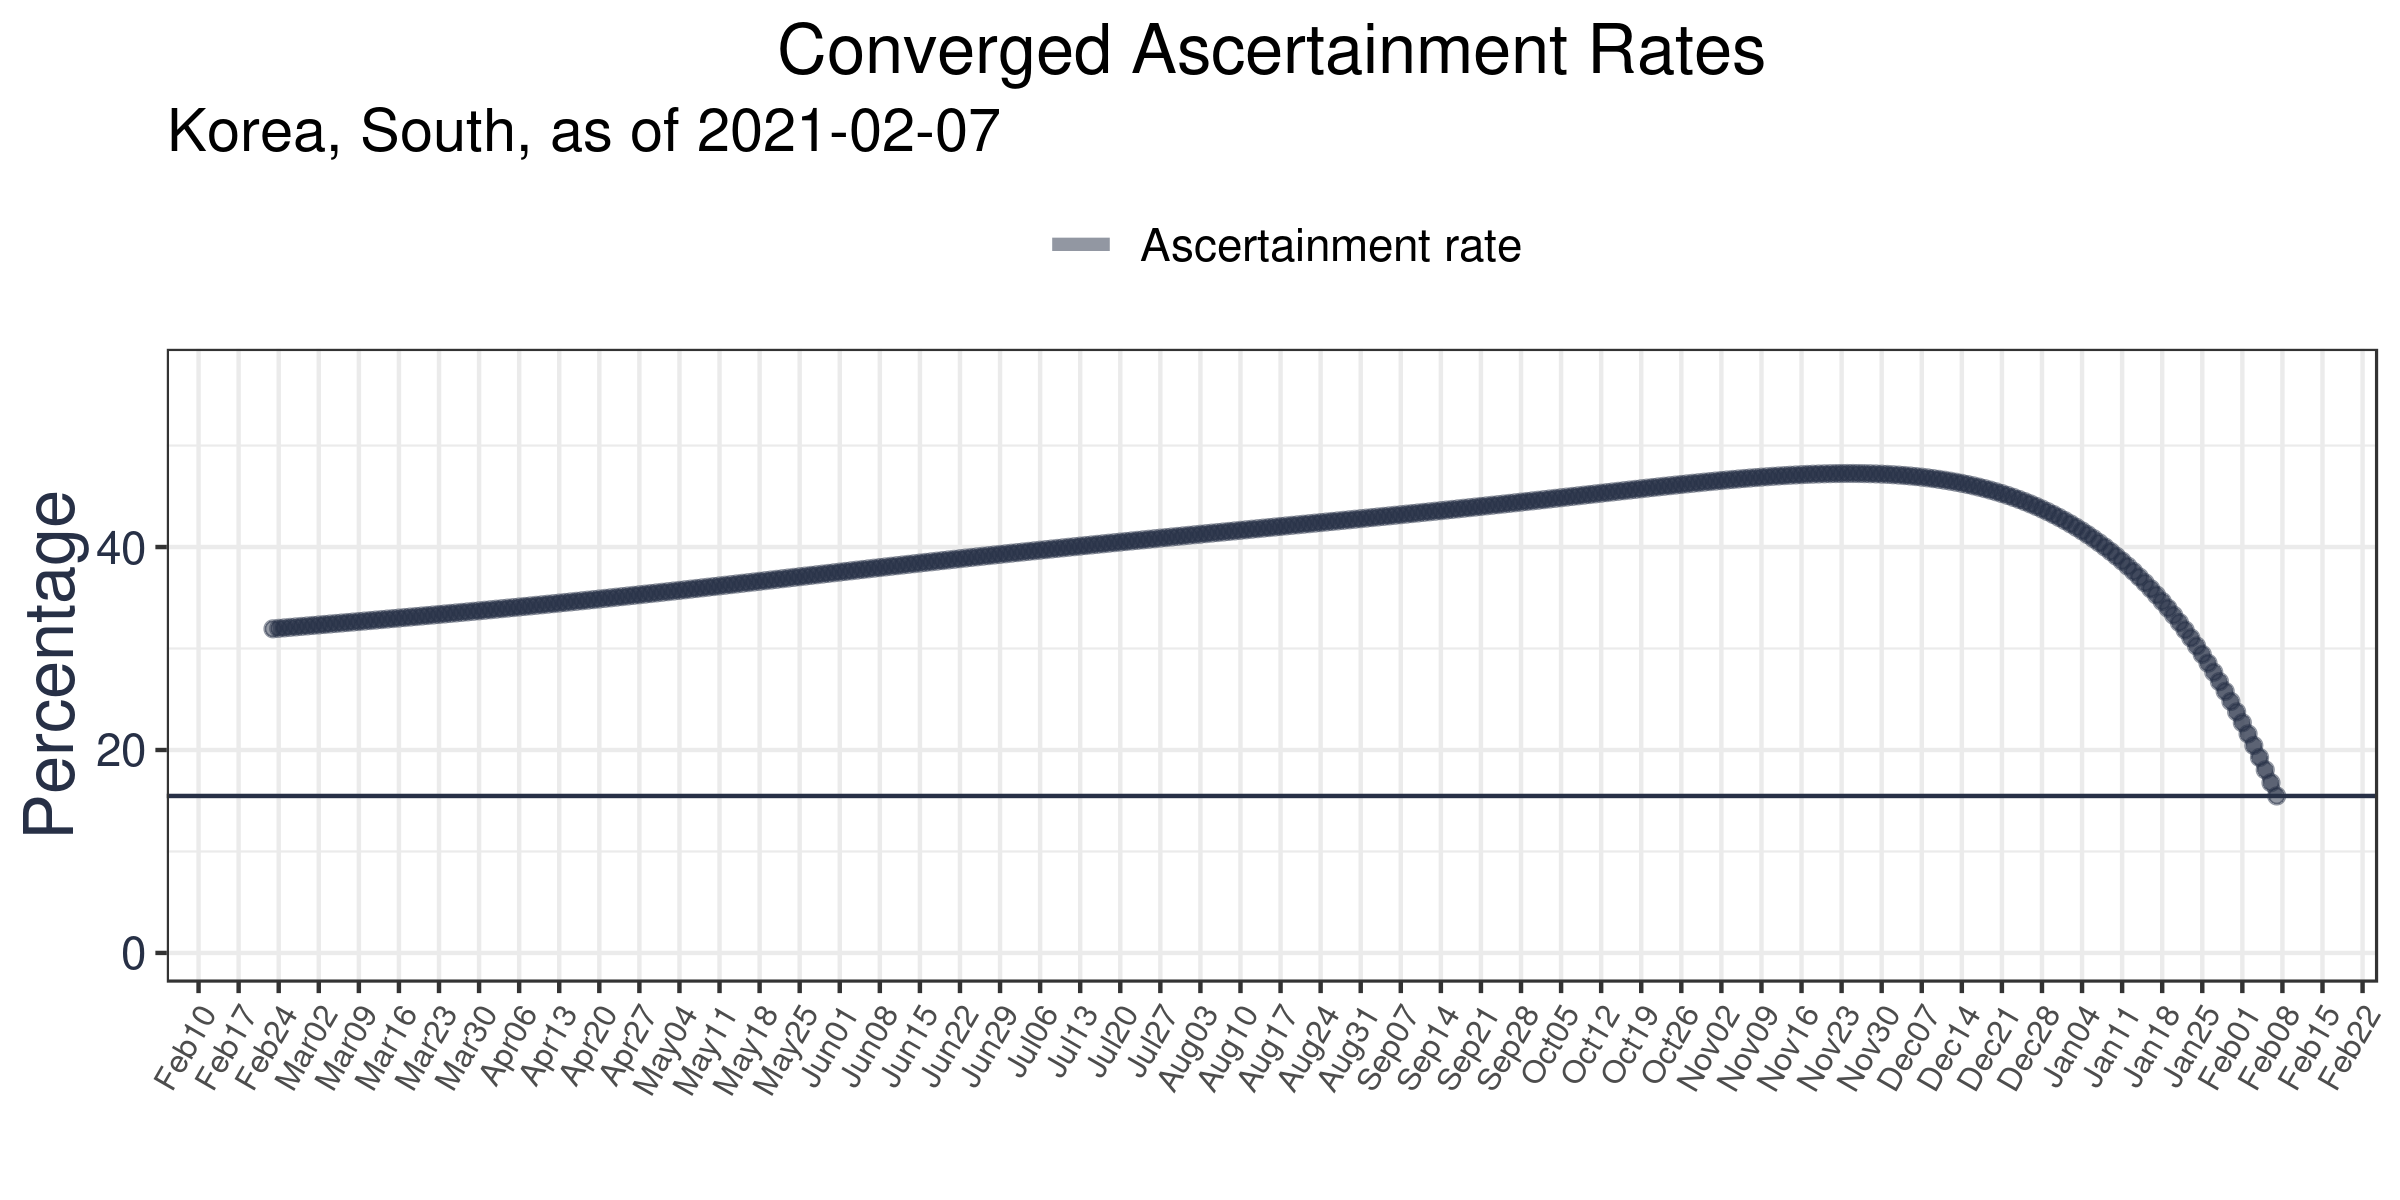 Converged Ascertainment Rates
Korea, South, as of 2021-02-07
Ascertainment rate
Percentage
40
20
0
Feb10
Feb17
Feb24
Mar02
Mar09
Mar16
Mar23
Mar30
Apr06
Apr13
Apr20
Apr27
May04
May11
May18
May25
Jun01
Jun08
Jun15
Jun22
Jun29
Jul06
Jul13
Jul20
Jul27
Aug03
Aug10
Aug17
Aug24
Aug31
Sep07
Sep14
Sep21
Sep28
Oct05
Oct12
Oct19
Oct26
Nov02
Nov09
Nov16
Nov23
Nov30
Dec07
Dec14
Dec21
Dec28
Jan04
Jan11
Jan18
Jan25
Feb01
Feb08
Feb15
Feb22